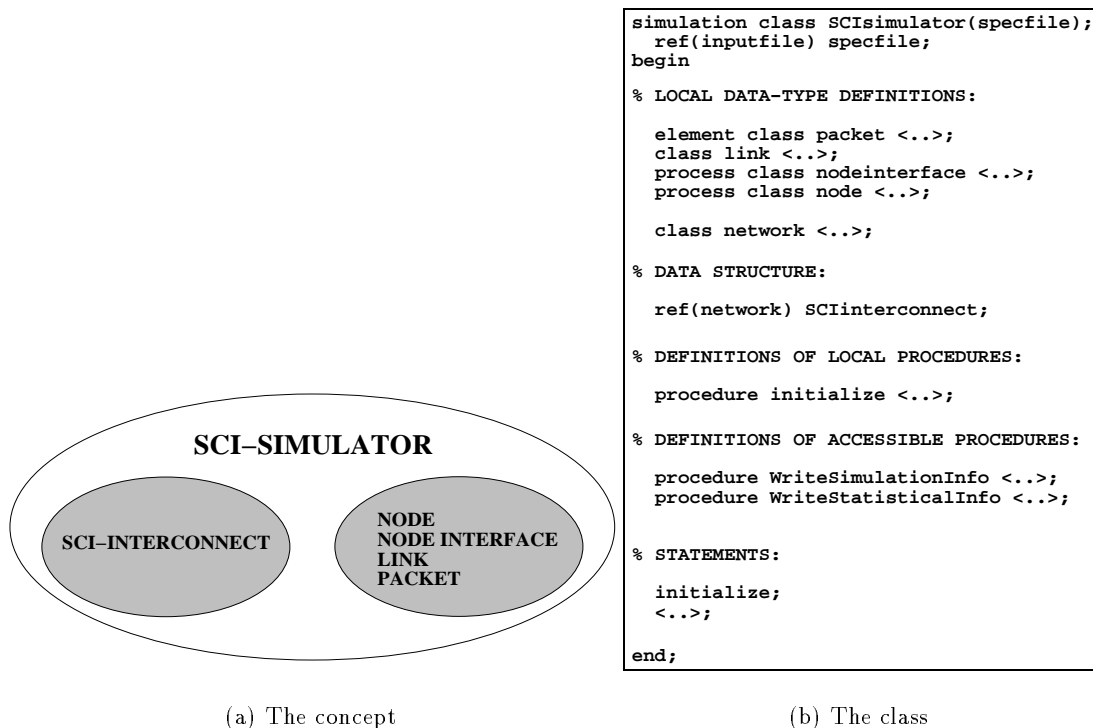 SCI–SIMULATOR
SCI–INTERCONNECT
NODE
NODE INTERFACE
LINK
PACKET
(a) The concept
simulation class SCIsimulator(specfile);
ref(inputfile) specfile;
begin
% LOCAL DATA–TYPE DEFINITIONS:
element class packet <..>;
class link <..>;
process class nodeinterface <..>;
process class node <..>;
class network <..>;
% DATA STRUCTURE:
ref(network) SCIinterconnect;
% DEFINITIONS OF LOCAL PROCEDURES:
procedure initialize <..>;
% DEFINITIONS OF ACCESSIBLE PROCEDURES:
procedure WriteSimulationInfo <..>;
procedure WriteStatisticalInfo <..>;
% STATEMENTS:
initialize;
<..>;
end;
(b) The class